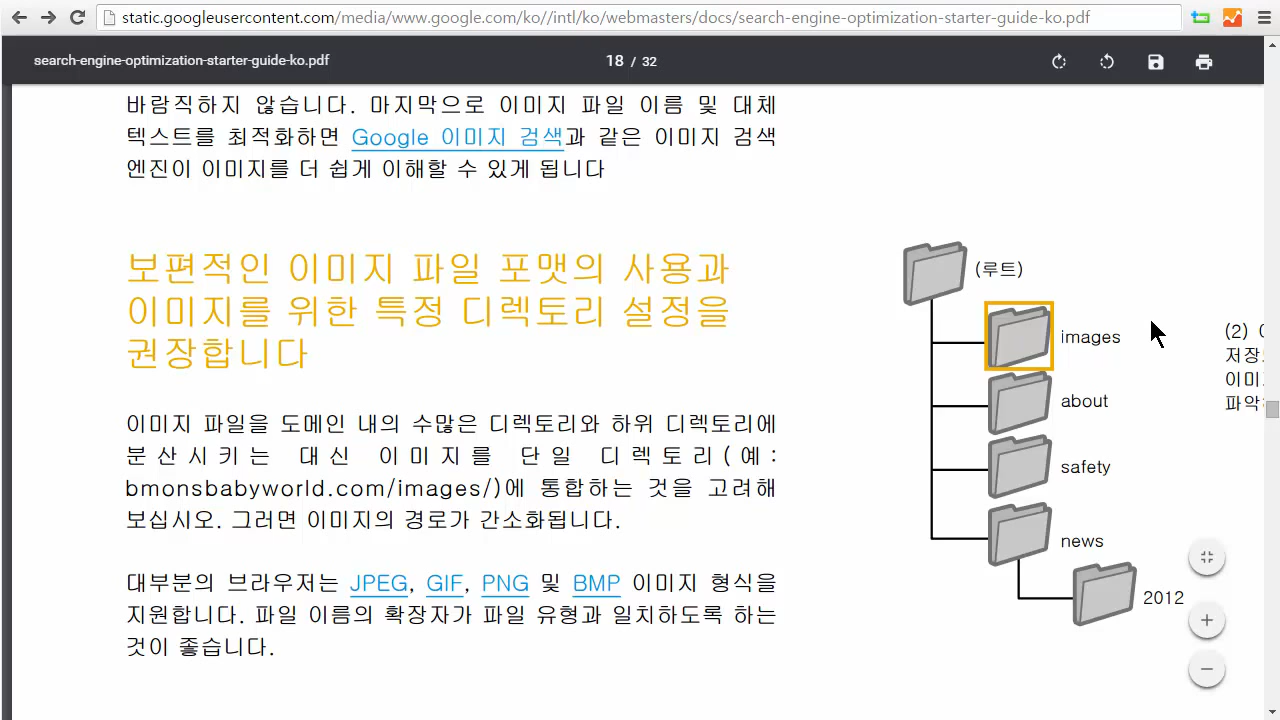 static.googleusercontent.com/media/www.google.com/ko//intl/ko/webmasters/docs/search-engine-optimization-starter-guide-ko.pdf
search-engine-optimization-starter-guide-ko.pdf
18 / 32
바람직하지 않습니다. 마지막으로 이미지 파일 이름 및 대체
텍스트를 최적화하면 Google 이미지 검색과 같은 이미지 검색
엔진이 이미지를 더 쉽게 이해할 수 있게 됩니다
보편적인 이미지 파일 포맷의 사용과
이미지를 위한 특정 디렉토리 설정을
권장합니다
이미지 파일을 도메인 내의 수많은 디렉토리와 하위 디렉토리에
분산시키는 대신 이미지를 단일 디렉토리(예:
bmonsbabyworld.com/images/)에 통합하는 것을 고려해
보십시오. 그러면 이미지의 경로가 간소화됩니다.
대부분의 브라우저는 JPEG, GIF, PNG 및 BMP 이미지 형식을
지원합니다. 파일 이름의 확장자가 파일 유형과 일치하도록 하는
것이 좋습니다.
(루트)
images
about
safety
news
2012
(2)
저장
이미
파악